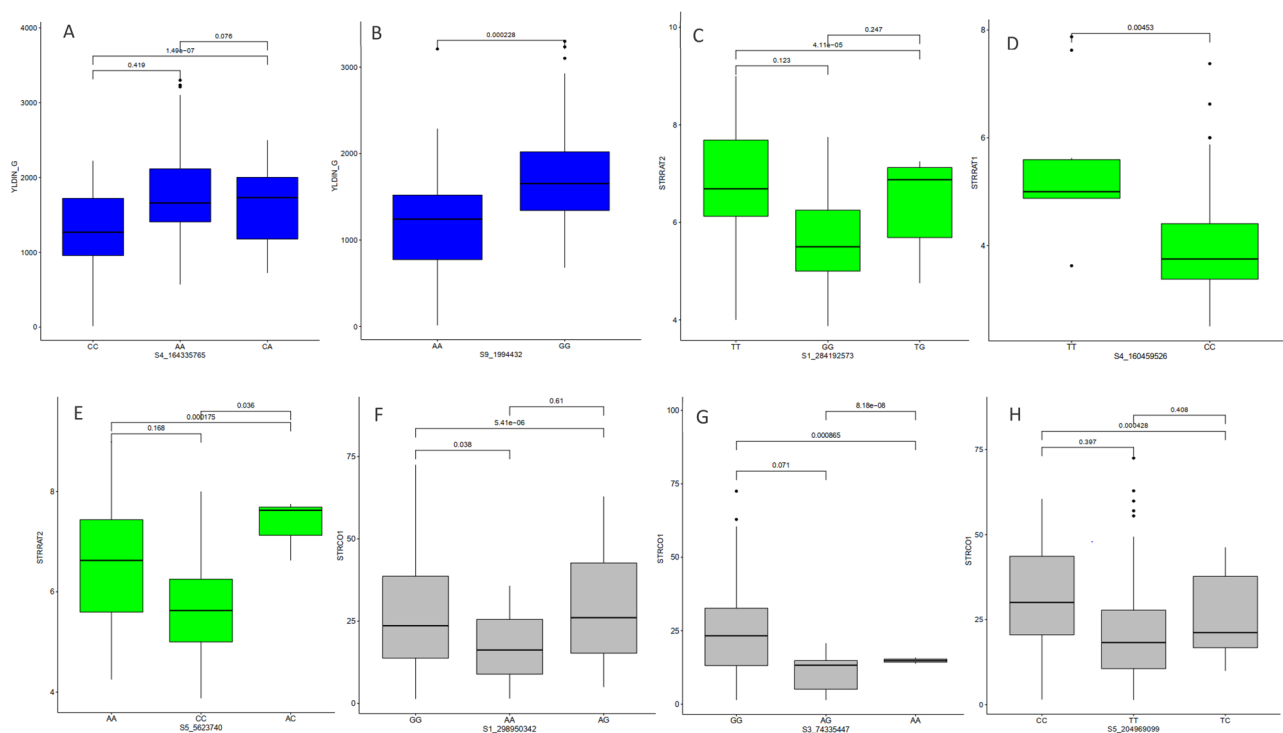 A
4000
3000
2000
1000
0
YLDIN_G
0.076
1.49e−07
0.419
CC AA CA
S4_164335765
B
3000
2000
1000
0
YLDIN_G
0.000228
AA GG
S9_1994432
C
10
8
6
4
STRRAT2
0.247
4.11e−05
0.123
TT GG TG
S1_284192573
D
8
6
4
STRRAT1
0.00453
TT CC
S4_160459526
E
8
6
4
STRRAT2
0.036
0.000175
0.168
AA CC AC
S5_5623740
F
75
50
25
0
STRCO1
0.61
5.41e−06
0.038
GG AA AG
S1_298950342
G
100
75
50
25
0
STRCO1
8.18e−08
0.000865
0.071
GG AG AA
S3_74335447
H
75
50
25
0
STRCO1
0.408
0.000428
0.397
CC TT TC
S5_204969099